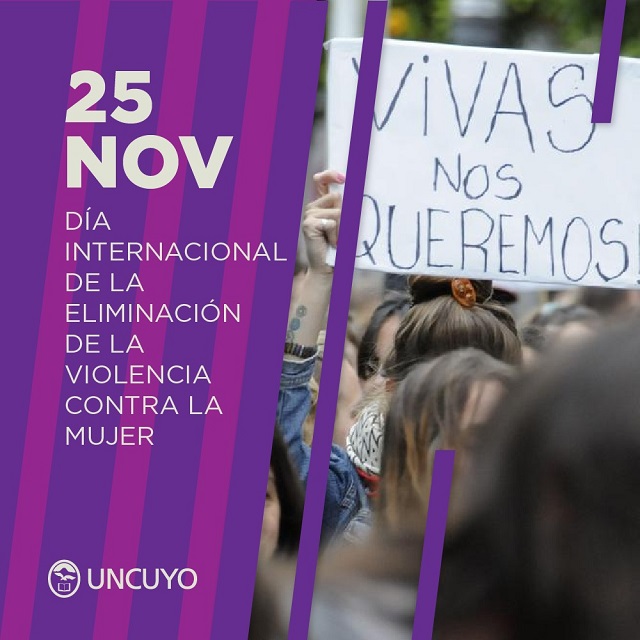 25
NOV
DÍA
INTERNACIONAL
DE LA
ELIMINACIÓN
DE LA
VIOLENCIA
CONTRA LA
MUJER
UNCUYO
ViVAS
NOS
QUEREMOS!